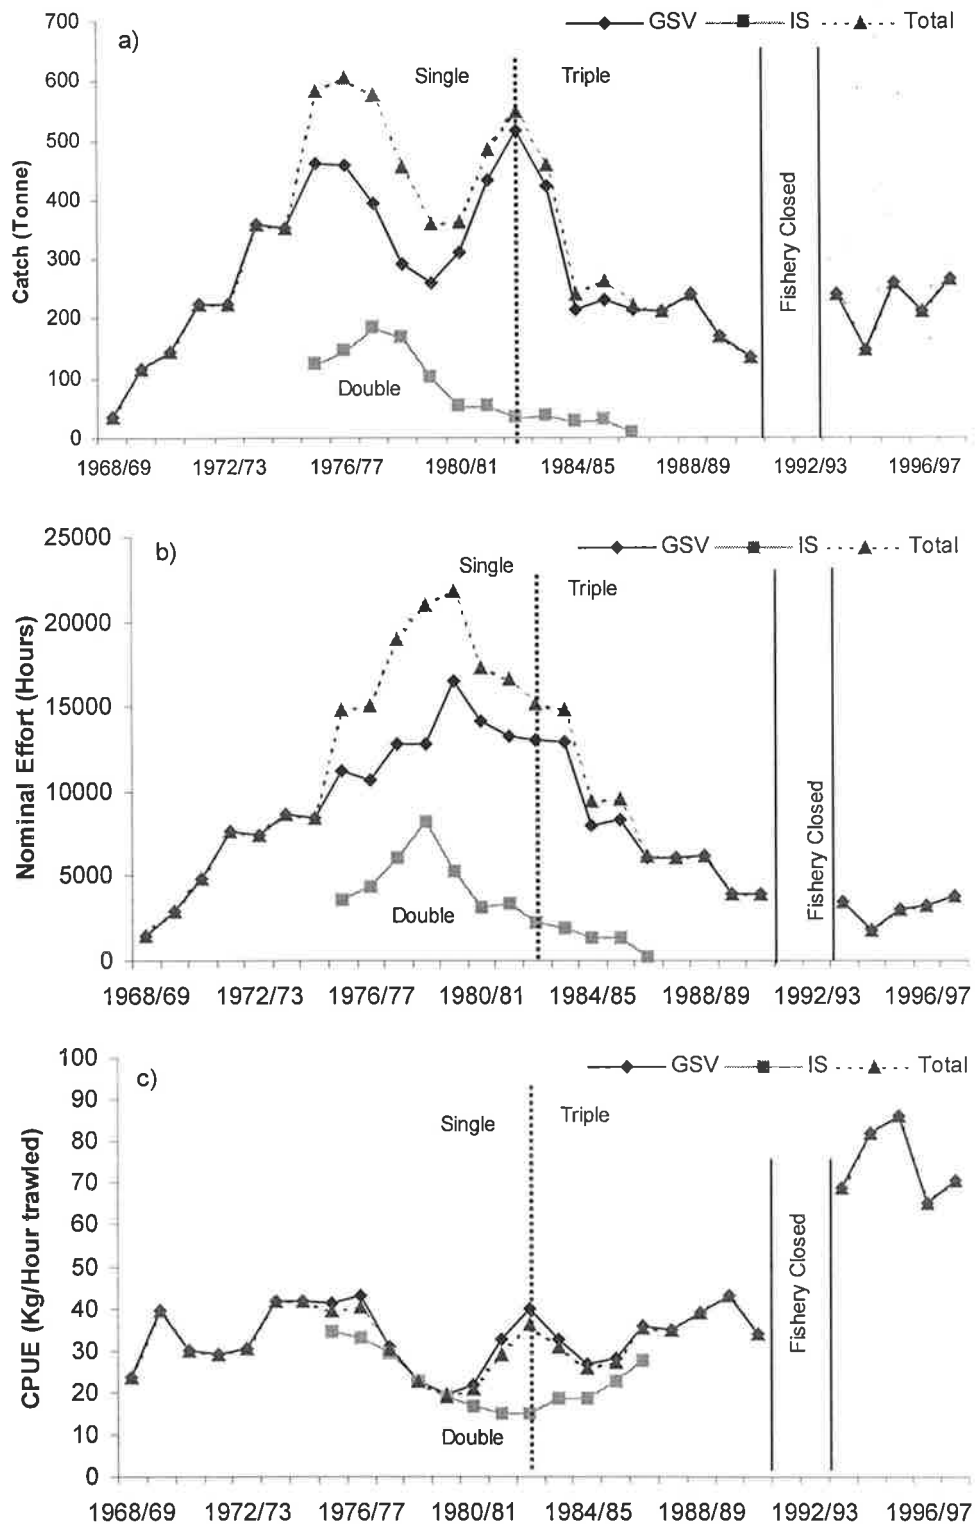 GSV IS Total
a)
Single Triple
Double
Fishery Closed
Catch (Tonne)
700
600
500
400
300
200
100
0
1968/69 1972/73 1976/77 1980/81 1984/85 1988/89 1992/93 1996/97
GSV IS Total
b)
Single Triple
Double
Fishery Closed
Nominal Effort (Hours)
25000
20000
15000
10000
5000
0
1968/69 1972/73 1976/77 1980/81 1984/85 1988/89 1992/93 1996/97
GSV IS Total
c)
Single Triple
Double
Fishery Closed
CPUE (Kg/Hour trawled)
100
90
80
70
60
50
40
30
20
10
0
1968/69 1972/73 1976/77 1980/81 1984/85 1988/89 1992/93 1996/97